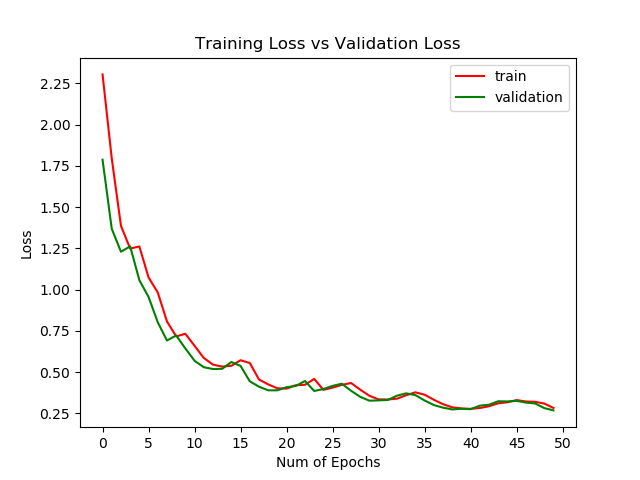 Training Loss vs Validation Loss
train
validation
2.25
2.00
1.75
1.50
1.25
1.00
0.75
0.50
0.25
Loss
0 5 10 15 20 25 30 35 40 45 50
Num of Epochs